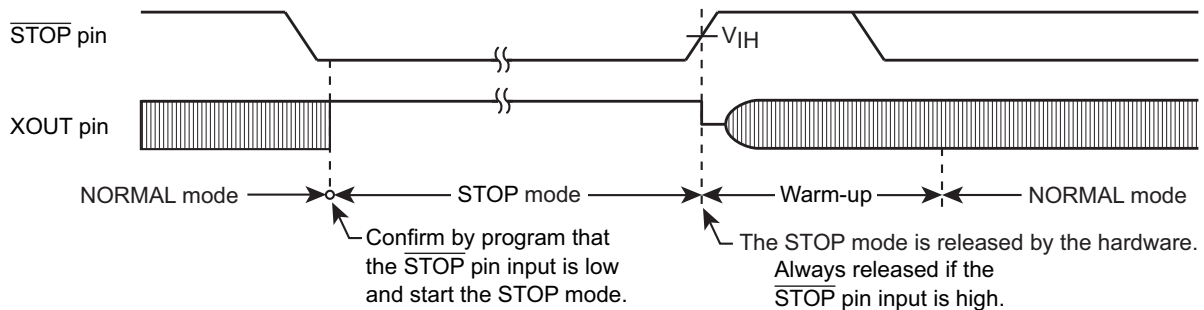 STOP pin
VIH
XOUT pin
NORMAL mode
STOP mode
Warm-up
NORMAL mode
Confirm by program that
the STOP pin input is low
and start the STOP mode.
The STOP mode is released by the hardware.
Always released if the
STOP pin input is high.